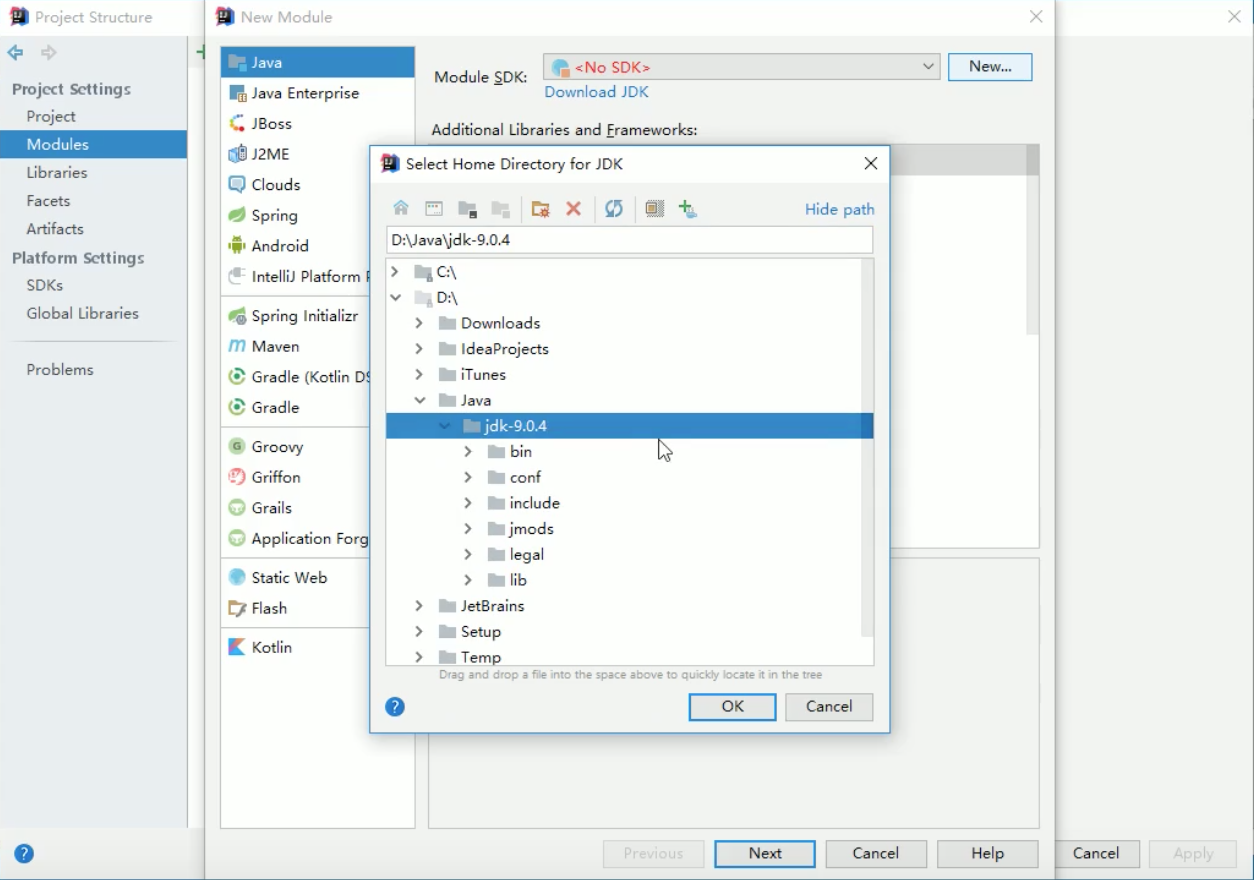 Project Structure
New Module
Project Settings
Project
Modules
Libraries
Facets
Artifacts
Platform Settings
SDKs
Global Libraries
Problems
Java
Java Enterprise
JBoss
J2ME
Clouds
Spring
Android
IntelliJ Platform
Spring Initializr
Maven
Gradle (Kotlin DS
Gradle
Groovy
Griffon
Grails
Application Forg
Static Web
Flash
Kotlin
Module SDK:
<No SDK>
New...
Download JDK
Additional Libraries and Frameworks:
Select Home Directory for JDK
Hide path
D:\Java\jdk-9.0.4
C:\
D:\
Downloads
IdeaProjects
iTunes
Java
jdk-9.0.4
bin
conf
include
jmods
legal
lib
JetBrains
Setup
Temp
Drag and drop a file into the space above to quickly locate it in the tree
OK
Cancel
Previous
Next
Cancel
Help
Cancel
Apply